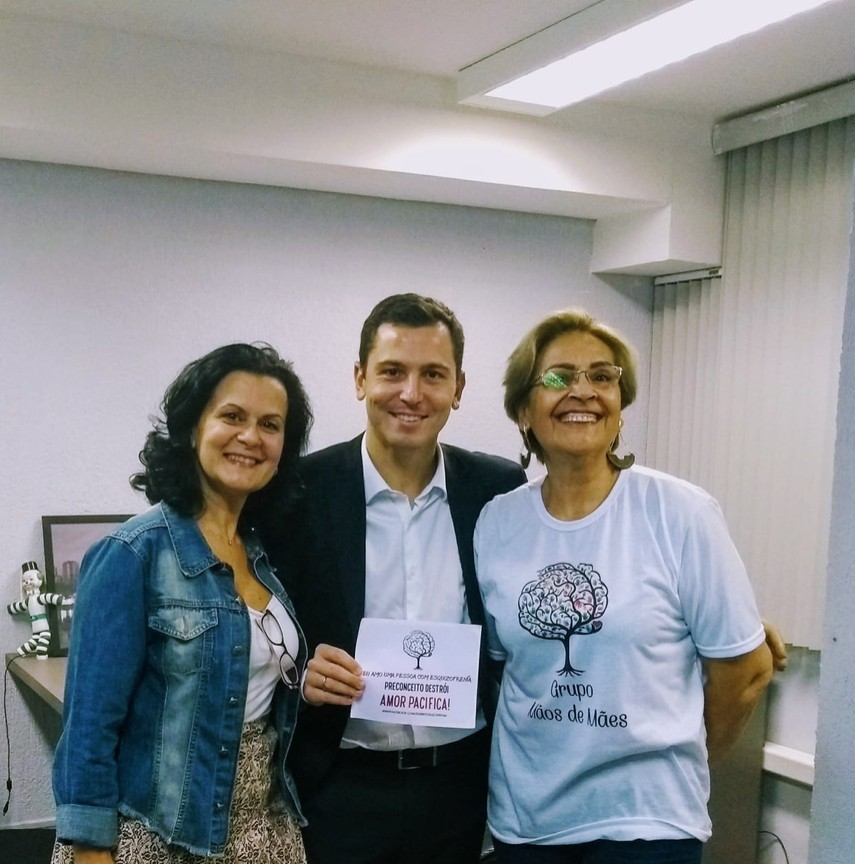 EU AMO UMA PESSOA COM ESQUIZOFRENIA
PRECONCEITO DESTRÓI
AMOR PACIFICA!
Grupo
Mãos de Mães